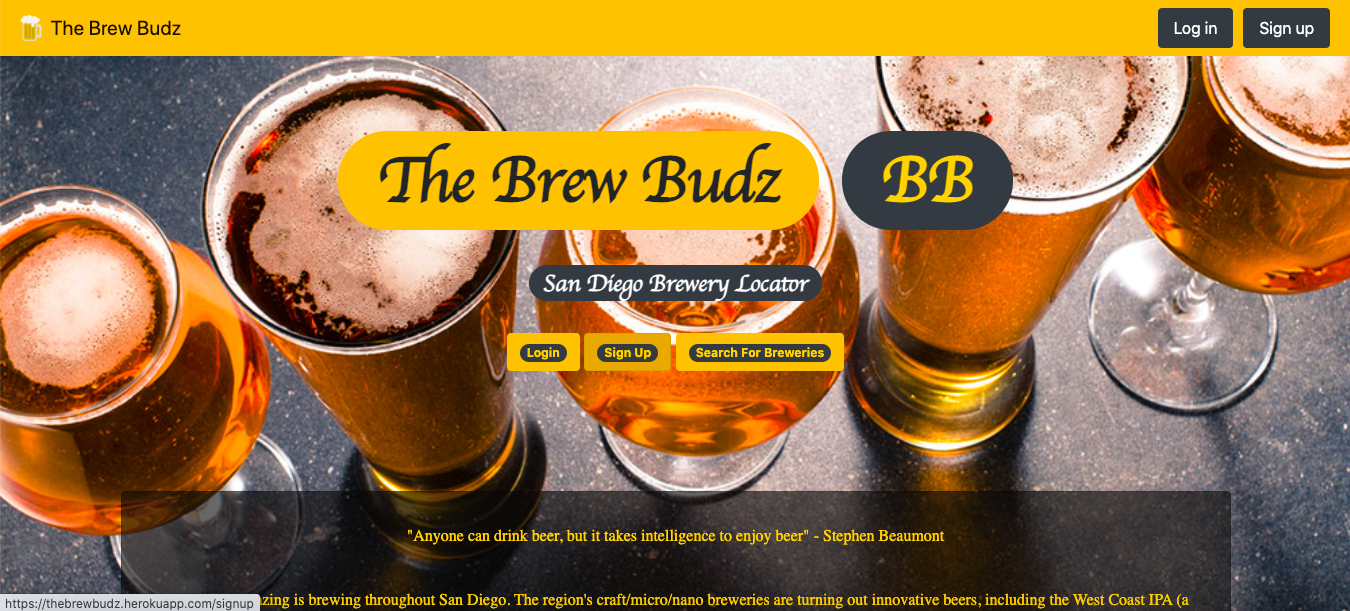 The Brew Budz
Log in
Sign up
The Brew Budz
BB
San Diego Brewery Locator
Login
Sign Up
Search For Breweries
"Anyone can drink beer, but it takes intelligence to enjoy beer" - Stephen Beaumont
is brewing throughout San Diego. The region's craft/micro/nano breweries are turning out innovative beers, including the West Coast IPA (a
https://thebrewbudz.herokuapp.com/signup